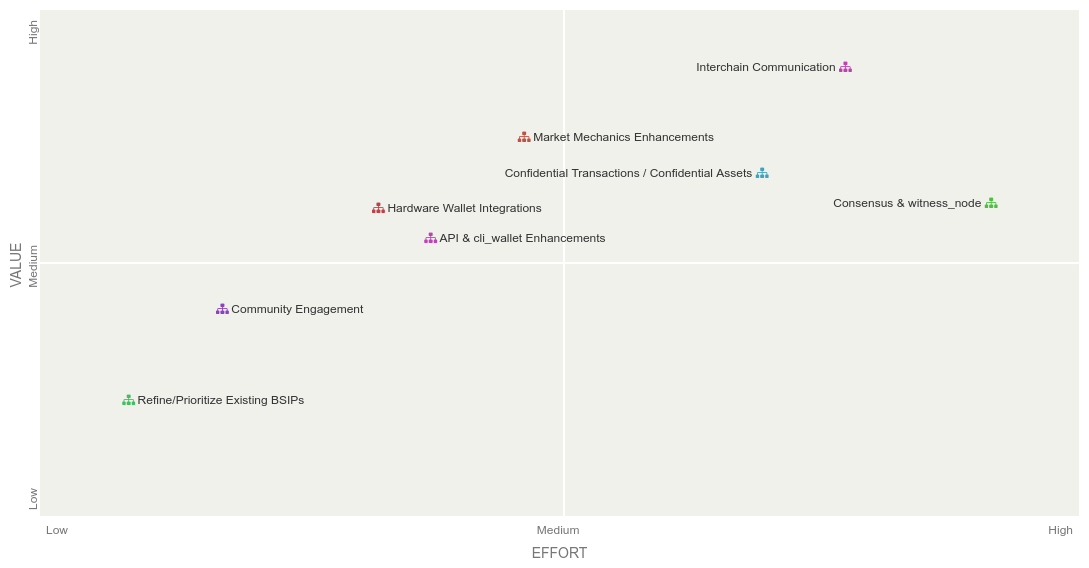 High
Interchain Communication
Market Mechanics Enhancements
Confidential Transactions / Confidential Assets
Consensus & witness_node
Hardware Wallet Integrations
API & cli_wallet Enhancements
VALUE
Medium
Community Engagement
Refine/Prioritize Existing BSIPs
Low
Low
Medium
High
EFFORT